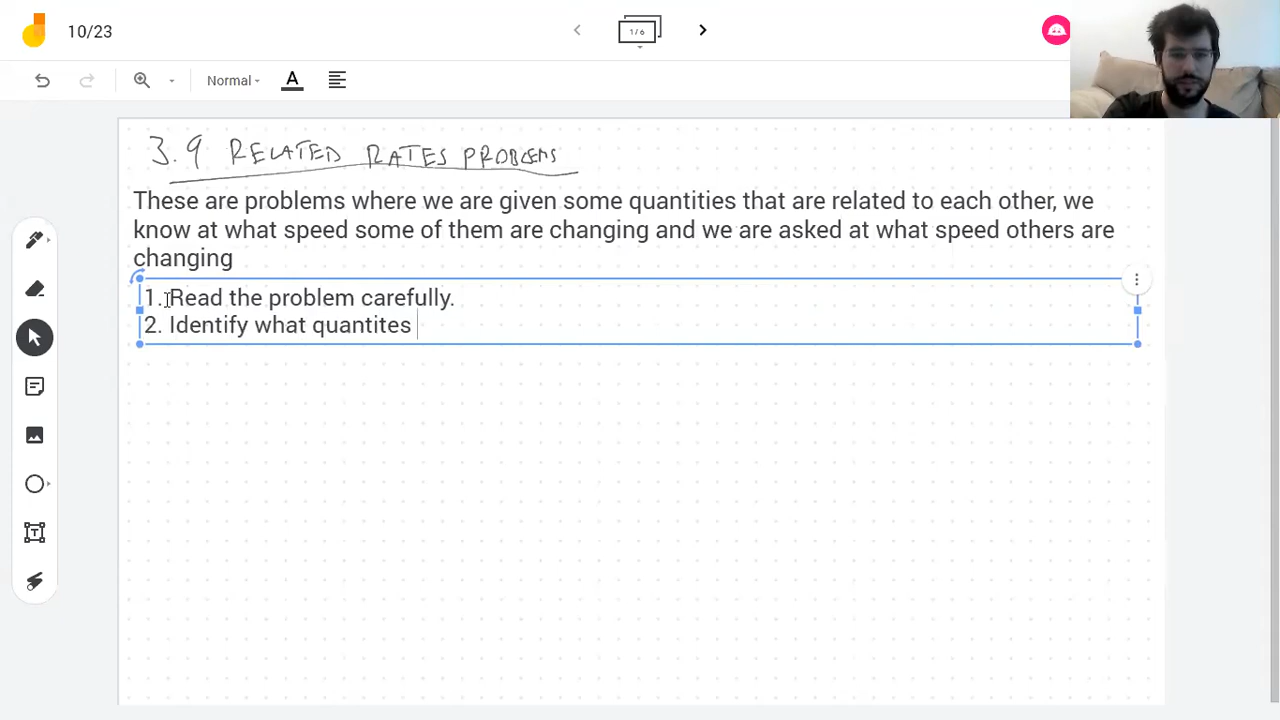 10/23
1/6
Normal
3.9 RELATED RATES PROBLEMS
These are problems where we are given some quantities that are related to each other, we
know at what speed some of them are changing and we are asked at what speed others are
changing
1. Read the problem carefully.
2. Identify what quantites